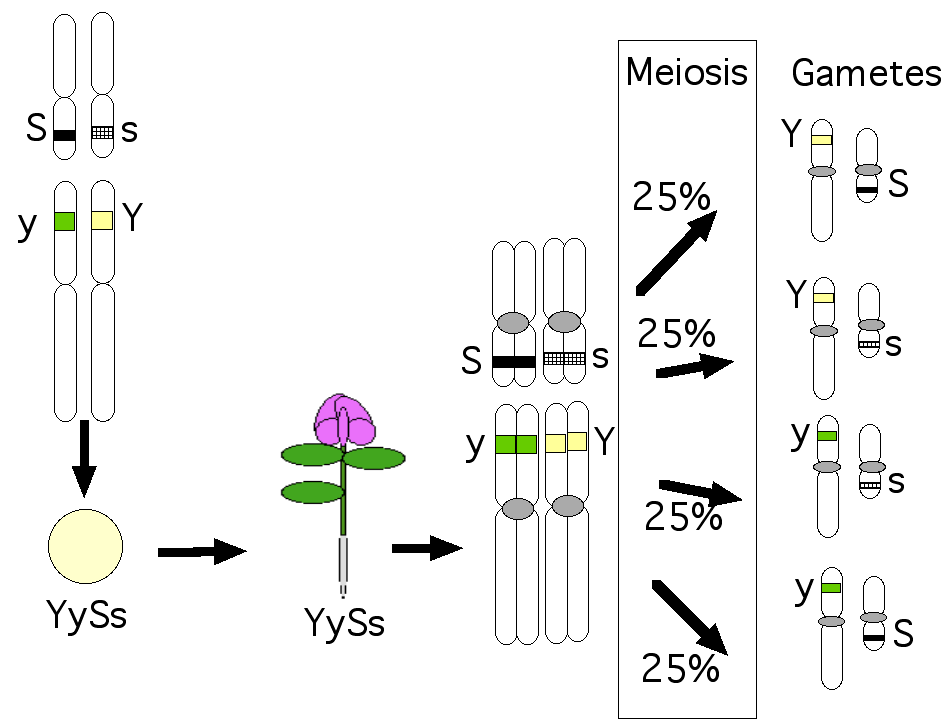 S s
y Y
YySs
YySs
S s
y Y
Meiosis
25%
25%
25%
25%
Gametes
Y S
Y s
y s
y S